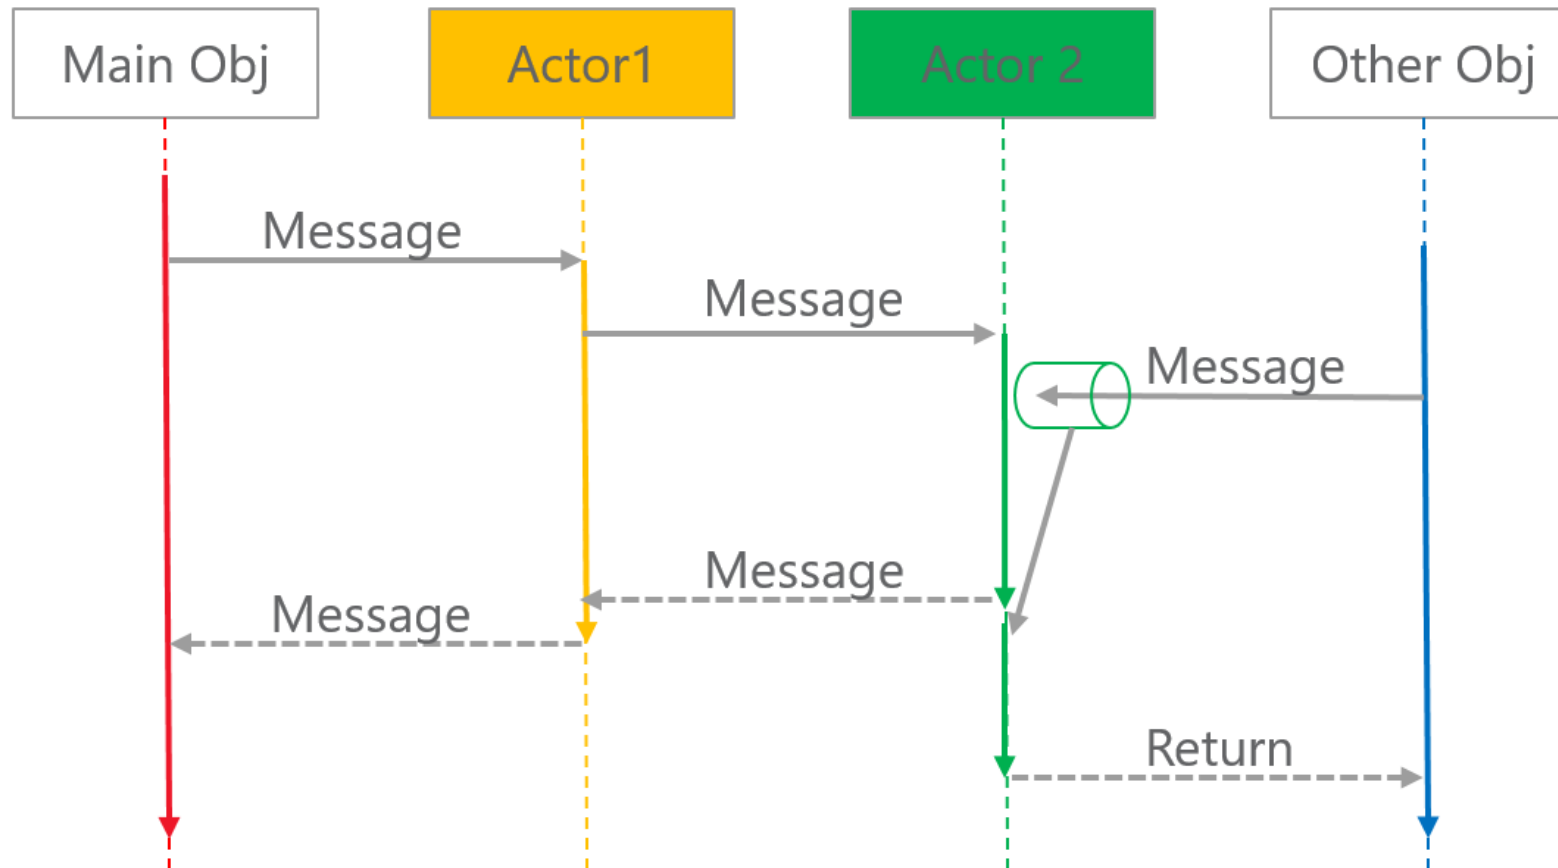 Main Obj
Actor1
Actor 2
Other Obj
Message
Message
Message
Message
Message
Return